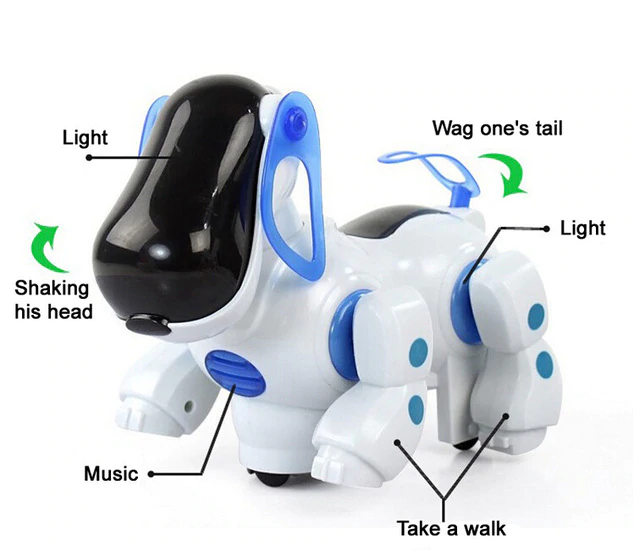 Light
Wag one's tail
Light
Shaking
his head
Music
Take a walk